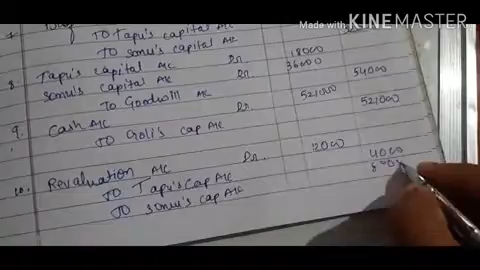 Made with KINEMASTER
TO Tapu's capital A/c
TO sonu's capital A/c
8. Tapu's capital A/c Dr. 18000
sonu's capital A/c Dr. 36000
TO Goodwill A/c 54000
9. Cash A/c Dr. 521000
TO Goli's cap A/c 521000
10. Revaluation A/c Dr. 12000
TO Tapu's cap A/c 4000
TO sonu's cap A/c